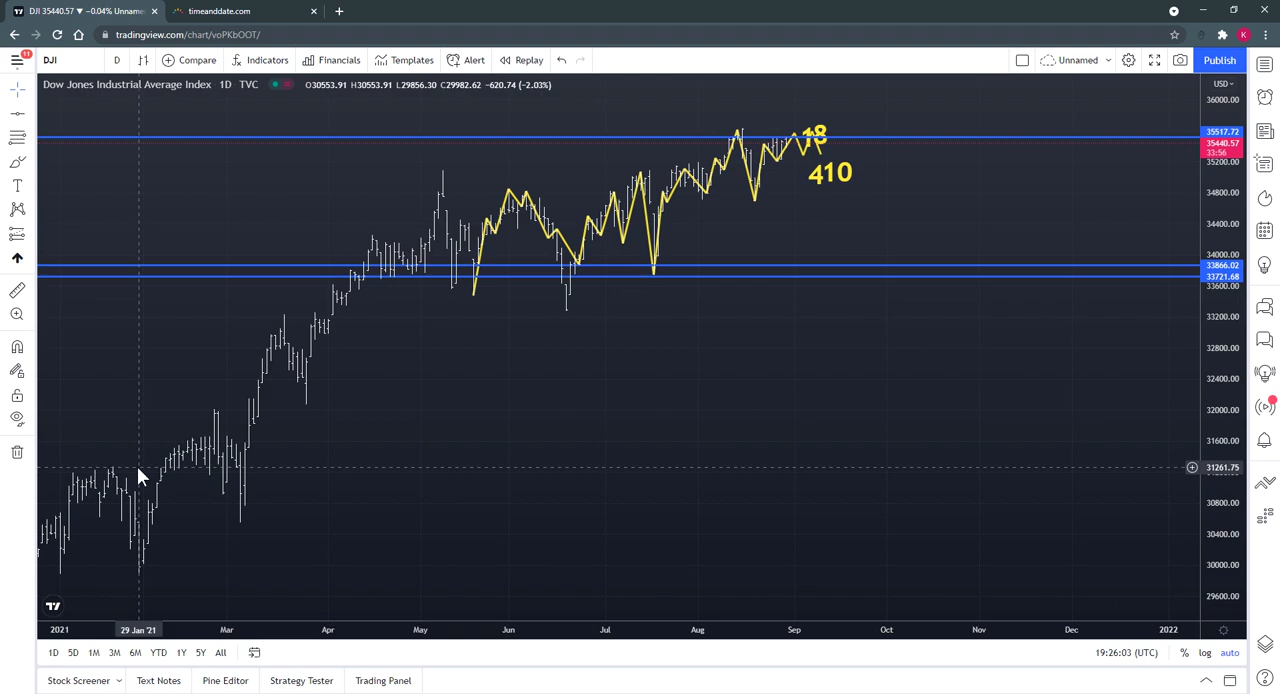 DJI 35440.57 ▼ −0.04% Unname
timeanddate.com
tradingview.com/chart/voPKbOOT/
K
11
DJI
D
Compare
Indicators
Financials
Templates
Alert
Replay
Unnamed
Publish
Dow Jones Industrial Average Index 1D TVC
O30553.91 H30553.91 L29856.30 C29982.62 −620.74 (−2.03%)
USD
36000.00
35517.72
35440.57
33:56
35200.00
34800.00
34400.00
34000.00
33866.02
33721.68
33600.00
33200.00
32800.00
32400.00
32000.00
31600.00
31261.75
30800.00
30400.00
30000.00
29600.00
18
410
2021
29 Jan '21
Mar
Apr
May
Jun
Jul
Aug
Sep
Oct
Nov
Dec
2022
1D 5D 1M 3M 6M YTD 1Y 5Y All
19:26:03 (UTC)
% log auto
Stock Screener
Text Notes
Pine Editor
Strategy Tester
Trading Panel